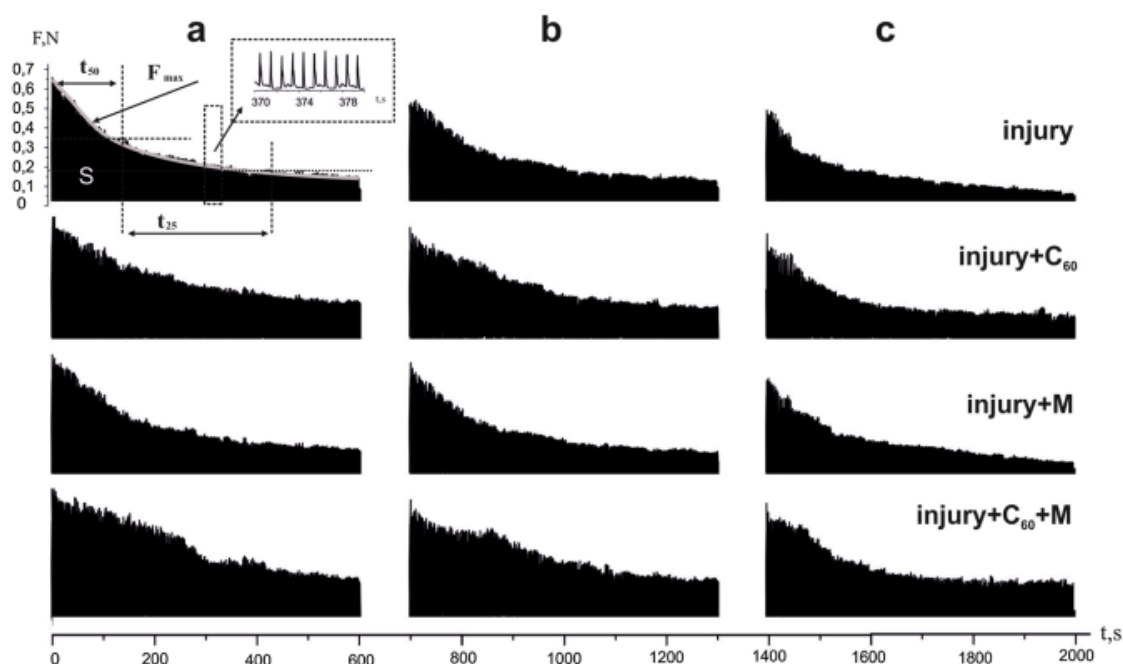 a b c
F,N
t50
Fmax
370 374 378 t,s
0,7
0,6
0,5
0,4
0,3
0,2
0,1
0
S
t25
injury
injury+C60
injury+M
injury+C60+M
t,s
0 200 400 600 800 1000 1200 1400 1600 1800 2000